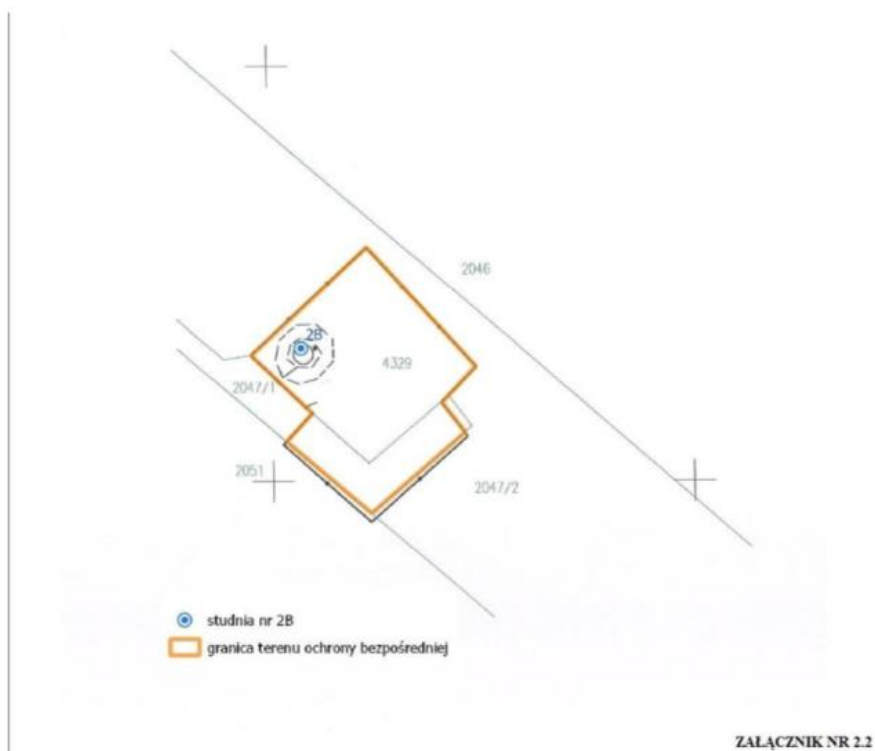 2046
2B
4329
2047/1
2051
2047/2
studnia nr 2B
granica terenu ochrony bezpośredniej
ZAŁĄCZNIK NR 2.2